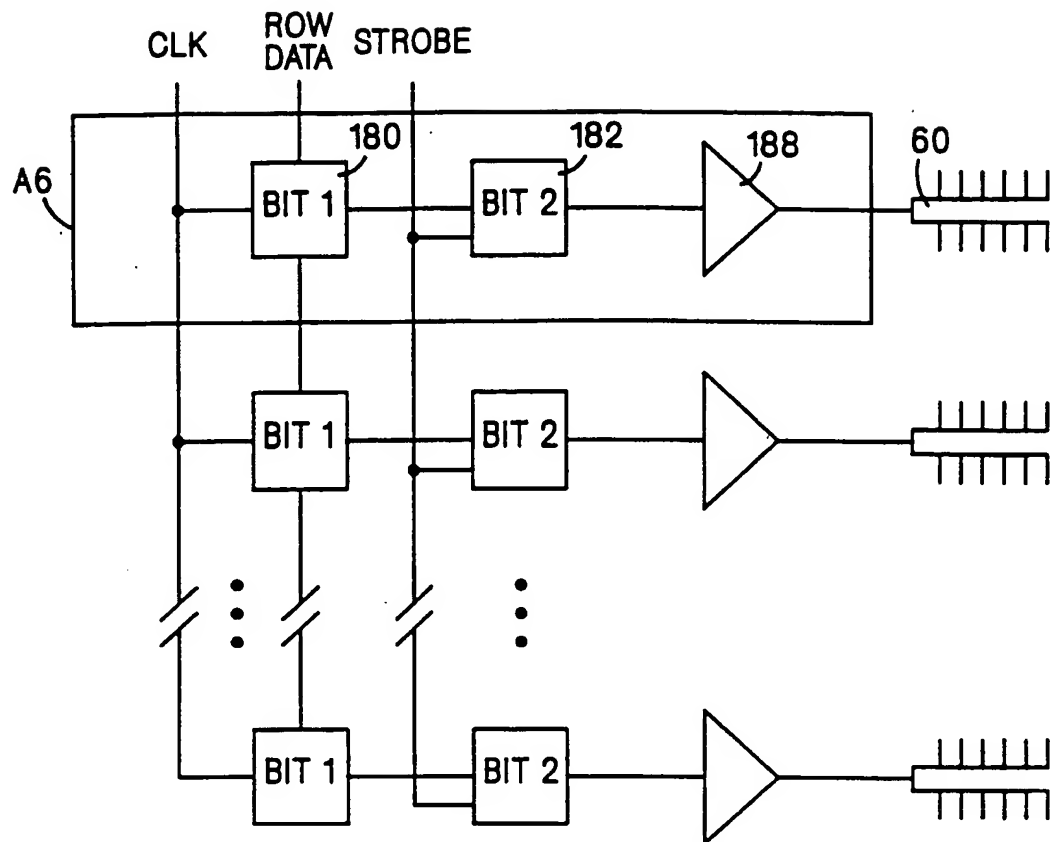 CLK
ROW
DATA
STROBE
A6
180
182
188
60
BIT 1
BIT 2
BIT 1
BIT 2
BIT 1
BIT 2